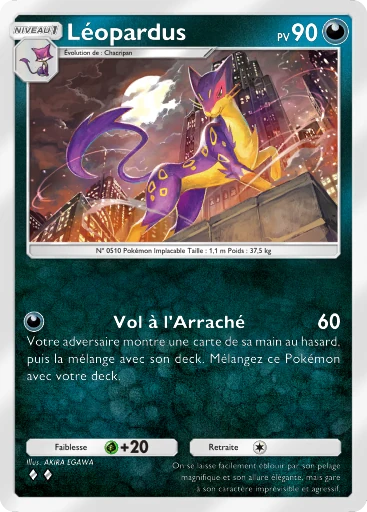 NIVEAU 1
Léopardus
PV 90
Évolution de : Chacripan
N° 0510 Pokémon Implacable Taille : 1,1 m Poids : 37,5 kg
Vol à l'Arraché 60
Votre adversaire montre une carte de sa main au hasard,
puis la mélange avec son deck. Mélangez ce Pokémon
avec votre deck.
Faiblesse +20
Retraite
Illus. AKIRA EGAWA
On se laisse facilement éblouir par son pelage
magnifique et son allure élégante, mais gare
à son caractère imprévisible et agressif.